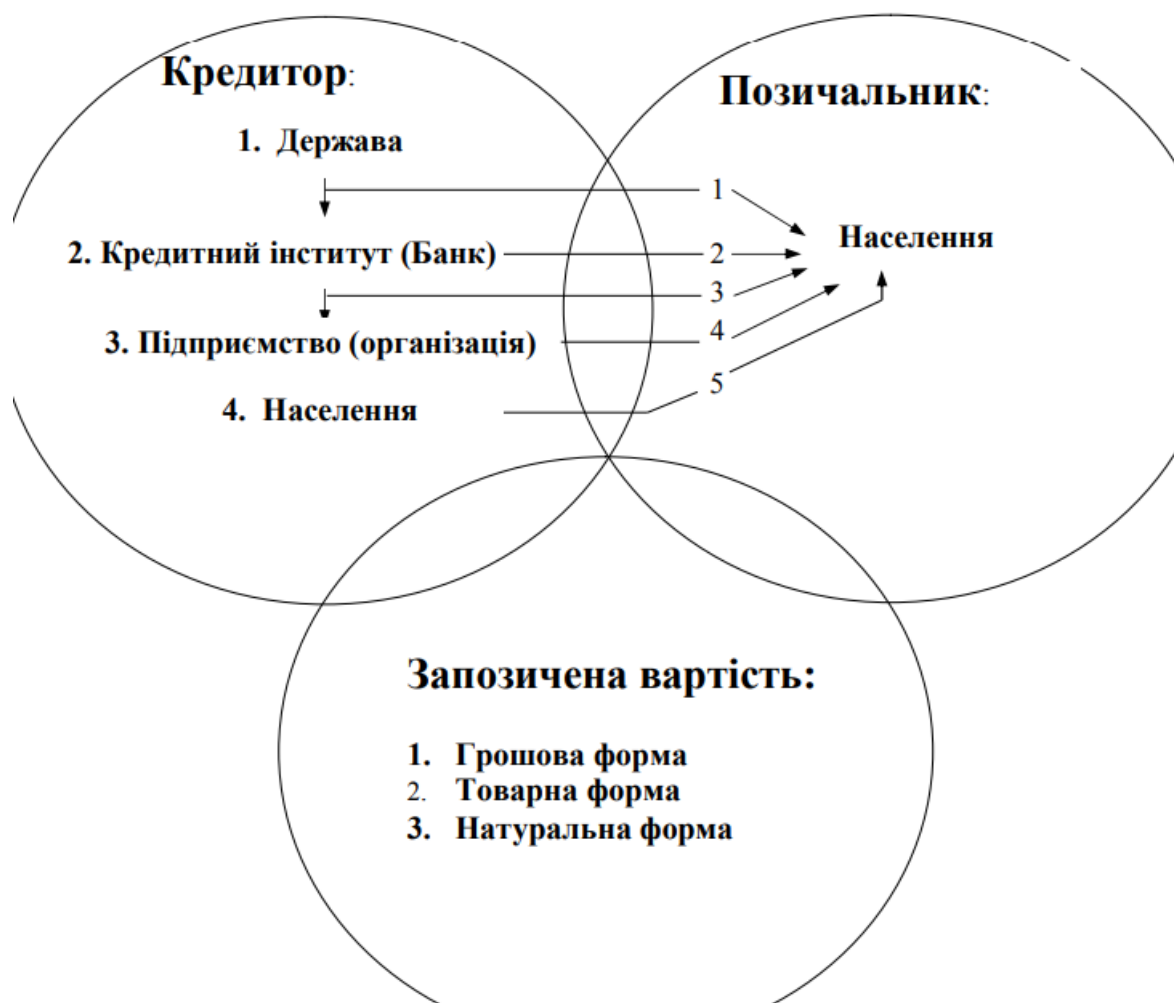 Кредитор:
Позичальник:
1. Держава
1
2. Кредитний інститут (Банк)
2
Населення
3
3. Підприємство (організація)
4
5
4. Населення
Запозичена вартість:
1. Грошова форма
2. Товарна форма
3. Натуральна форма